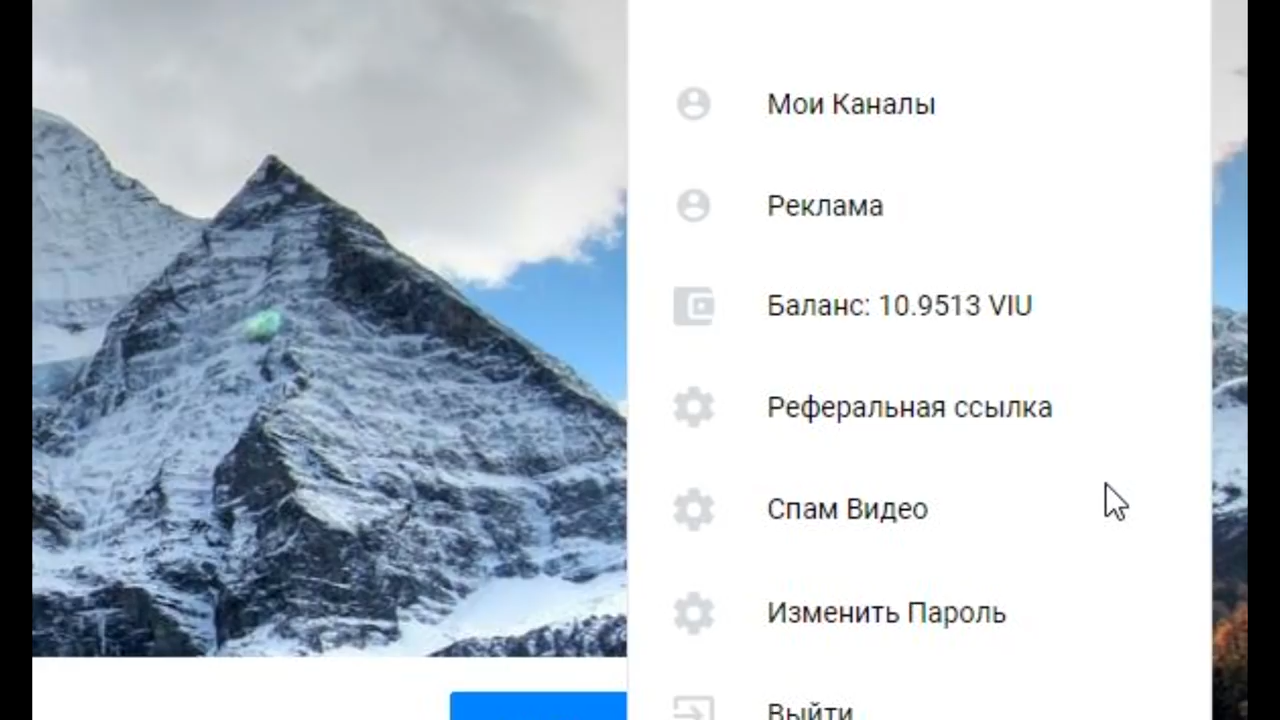 Мои Каналы
Реклама
Баланс: 10.9513 VIU
Реферальная ссылка
Спам Видео
Изменить Пароль
Выйти